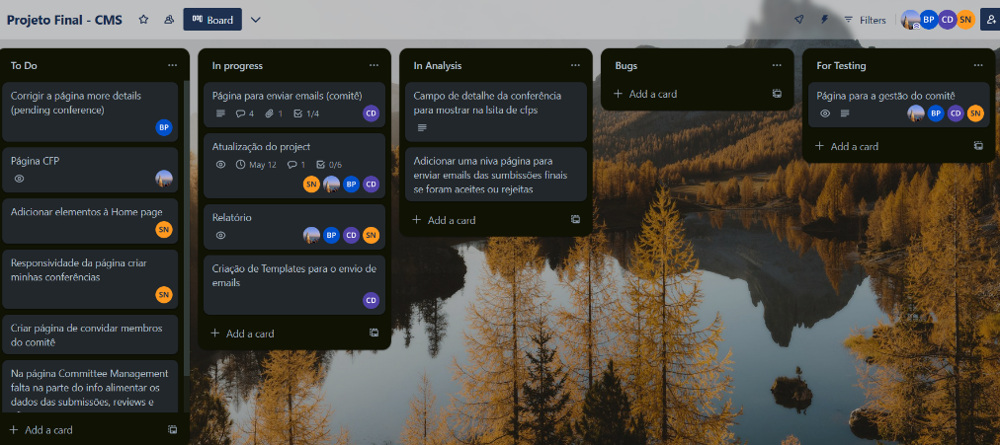 Projeto Final - CMS
Board
Filters
BP
CD
SN
To Do
Corrigir a página more details
(pending conference)
BP
Página CFP
Adicionar elementos à Home page
SN
Responsividade da página criar
minhas conferências
SN
Criar página de convidar membros
do comitê
Na página Committee Management
falta na parte do info alimentar os
dados das submissões, reviews e
Add a card
In progress
Página para enviar emails (comitê)
4 1 1/4
CD
Atualização do project
May 12 1 0/6
SN BP CD
Relatório
BP CD SN
Criação de Templates para o envio de
emails
CD
Add a card
In Analysis
Campo de detalhe da conferência
para mostrar na lsita de cfps
Adicionar uma niva página para
enviar emails das sumbissões finais
se foram aceites ou rejeitas
Add a card
Bugs
Add a card
For Testing
Página para a gestão do comitê
BP CD SN
Add a card